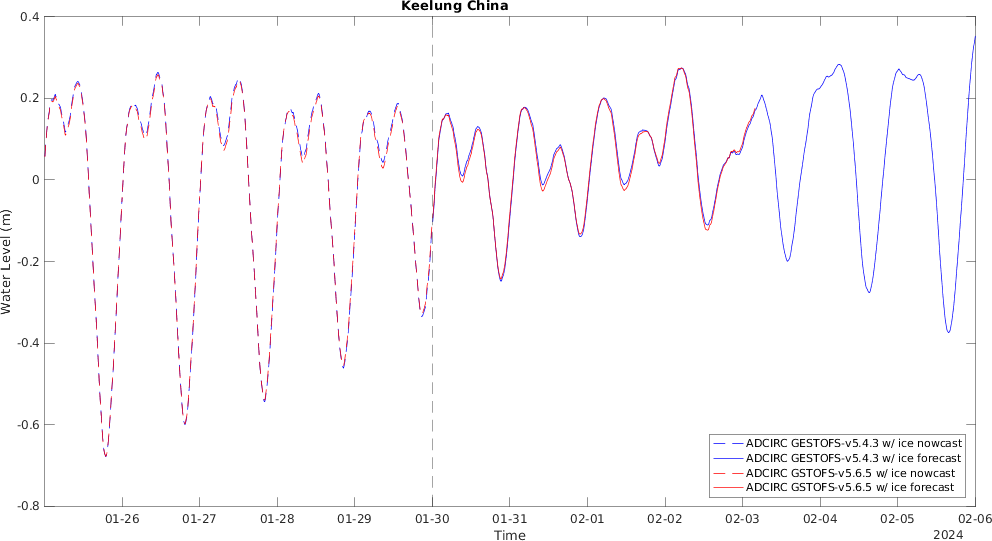 Keelung China
0.4
0.2
0
-0.2
-0.4
-0.6
-0.8
Water Level (m)
01-26 01-27 01-28 01-29 01-30 01-31 02-01 02-02 02-03 02-04 02-05 02-06
Time
2024
ADCIRC GESTOFS-v5.4.3 w/ ice nowcast
ADCIRC GESTOFS-v5.4.3 w/ ice forecast
ADCIRC GSTOFS-v5.6.5 w/ ice nowcast
ADCIRC GSTOFS-v5.6.5 w/ ice forecast